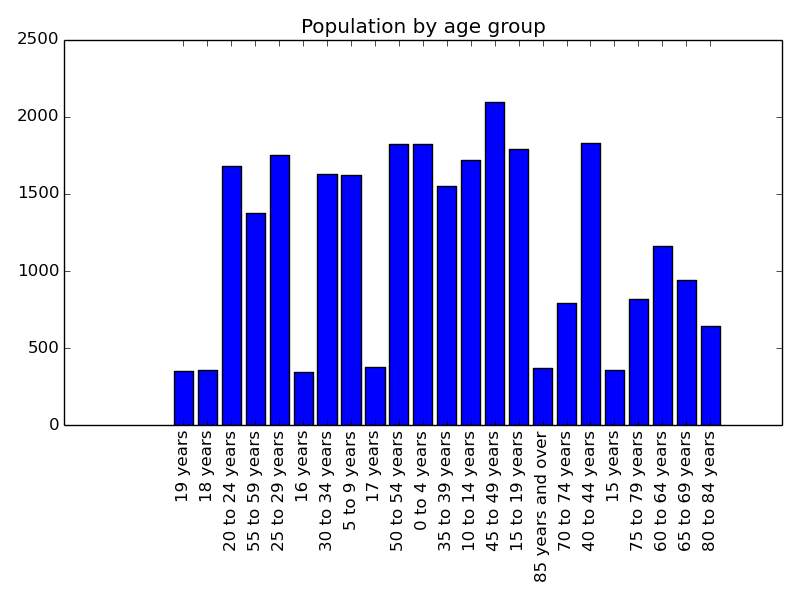 Population by age group
2500
2000
1500
1000
500
0
19 years
18 years
20 to 24 years
55 to 59 years
25 to 29 years
16 years
30 to 34 years
5 to 9 years
17 years
50 to 54 years
0 to 4 years
35 to 39 years
10 to 14 years
45 to 49 years
15 to 19 years
85 years and over
70 to 74 years
40 to 44 years
15 years
75 to 79 years
60 to 64 years
65 to 69 years
80 to 84 years